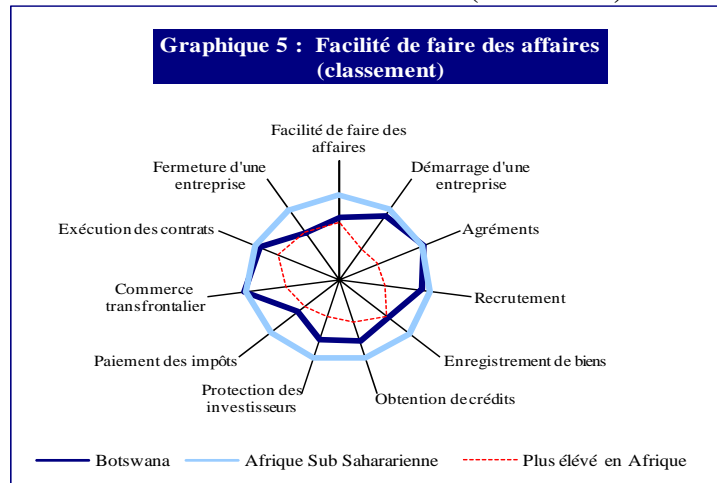 Graphique 5 : Facilité de faire des affaires
(classement)
Facilité de faire des
affaires
Fermeture d'une
entreprise
Démarrage d'une
entreprise
Exécution des contrats
Agréments
Commerce
transfrontalier
Recrutement
Paiement des impôts
Enregistrement de biens
Protection des
investisseurs
Obtention de crédits
Botswana
Afrique Sub Sahararienne
Plus élévé en Afrique